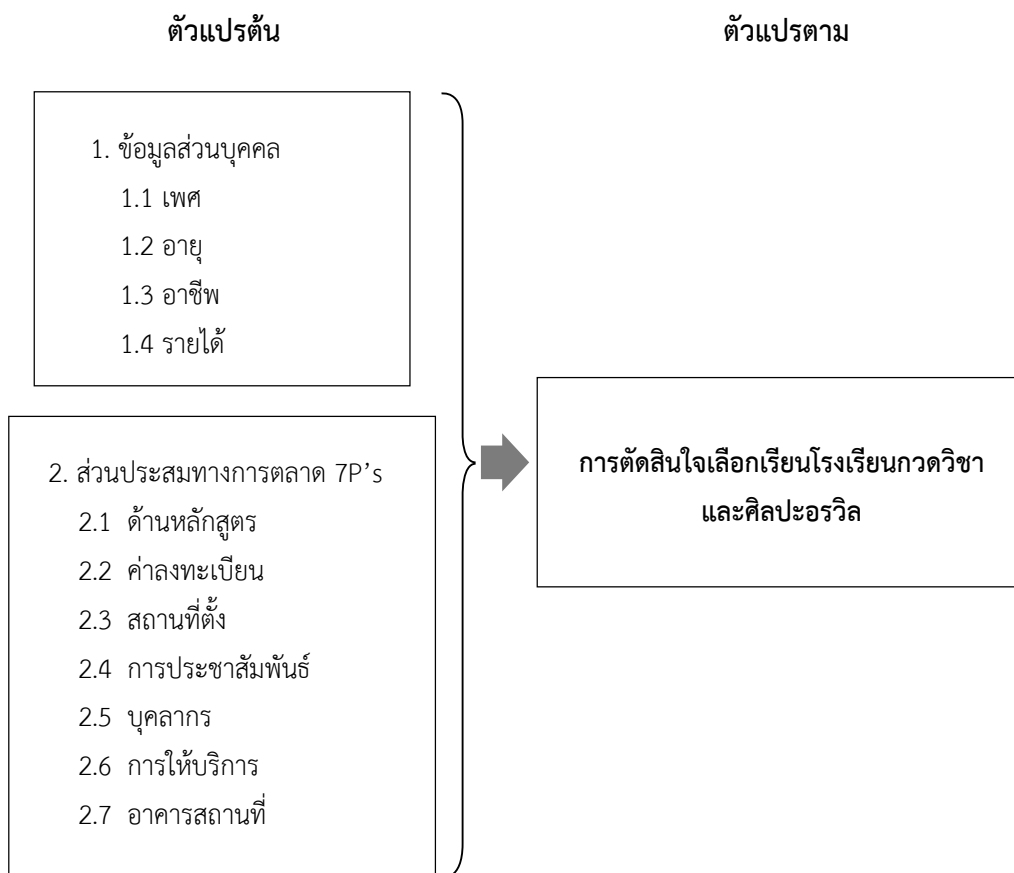 ตัวแปรต้น
ตัวแปรตาม
1. ข้อมูลส่วนบุคคล
1.1 เพศ
1.2 อายุ
1.3 อาชีพ
1.4 รายได้
2. ส่วนประสมทางการตลาด 7P’s
2.1 ด้านหลักสูตร
2.2 ค่าลงทะเบียน
2.3 สถานที่ตั้ง
2.4 การประชาสัมพันธ์
2.5 บุคลากร
2.6 การให้บริการ
2.7 อาคารสถานที่
การตัดสินใจเลือกเรียนโรงเรียนกวดวิชา
และศิลปะอรวิล